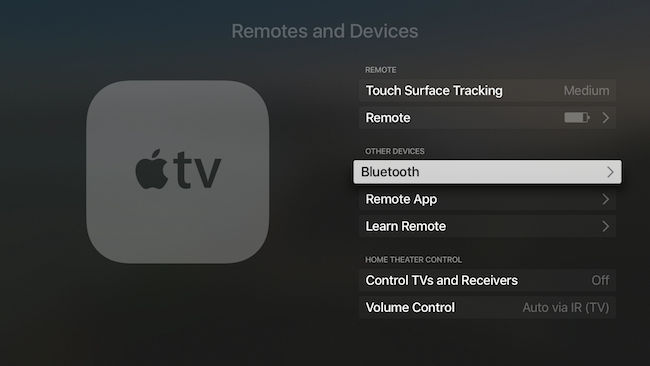 Remotes and Devices
tv
REMOTE
Touch Surface Tracking Medium
Remote
OTHER DEVICES
Bluetooth
Remote App
Learn Remote
HOME THEATER CONTROL
Control TVs and Receivers Off
Volume Control Auto via IR (TV)